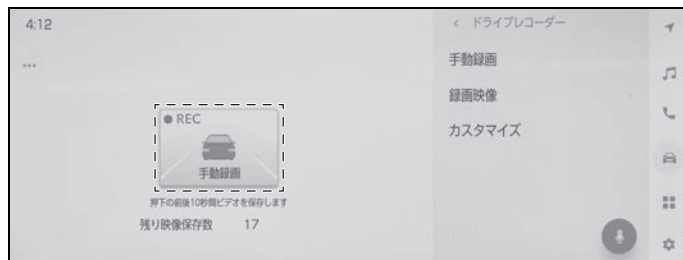 4:12
● REC
手動録画
押下の前後10秒間ビデオを保存します
残り映像保存数 17
< ドライブレコーダー
手動録画
録画映像
カスタマイズ